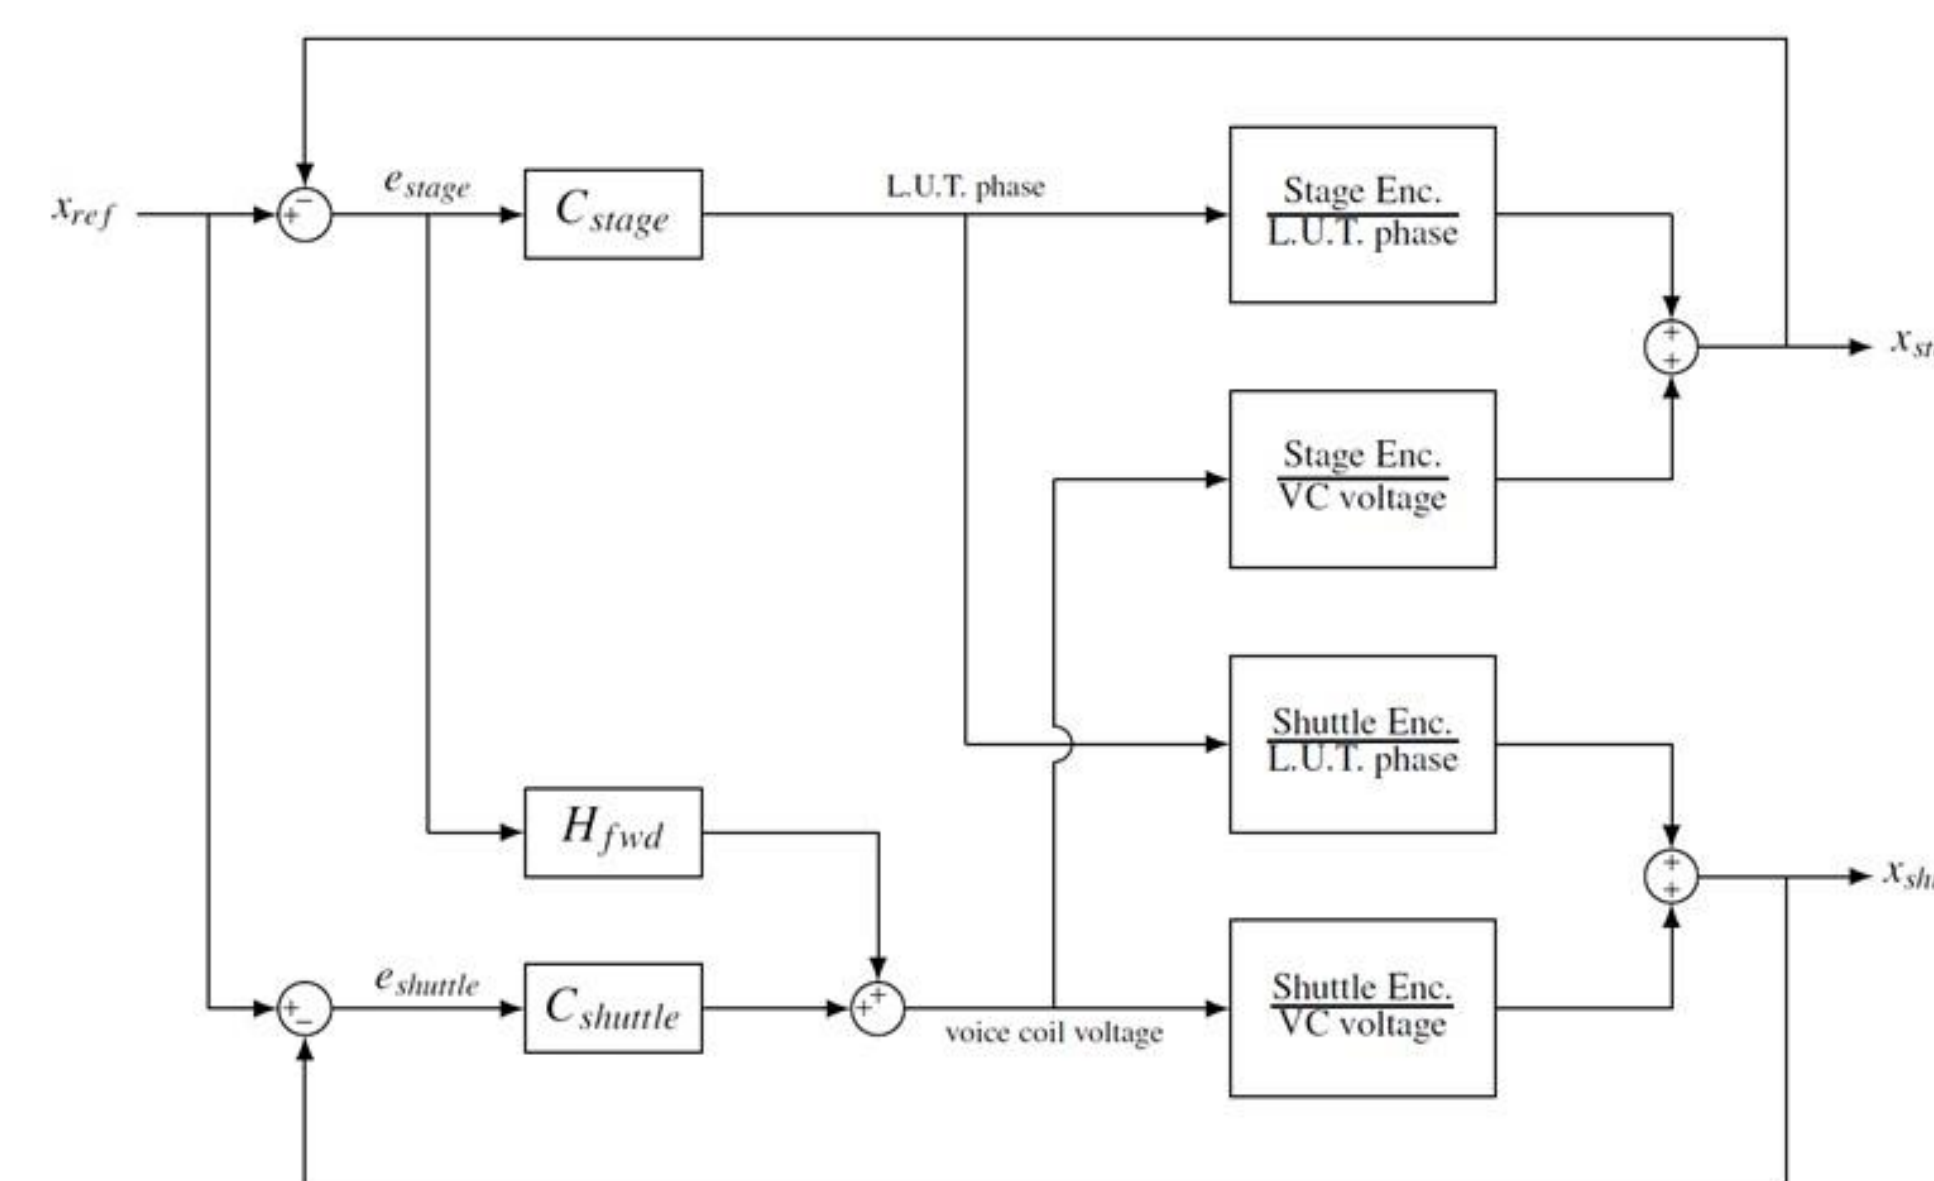 x_ref
e_stage
C_stage
L.U.T. phase
Stage Enc.
L.U.T. phase
Stage Enc.
VC voltage
Shuttle Enc.
L.U.T. phase
H_fwd
e_shuttle
C_shuttle
voice coil voltage
Shuttle Enc.
VC voltage